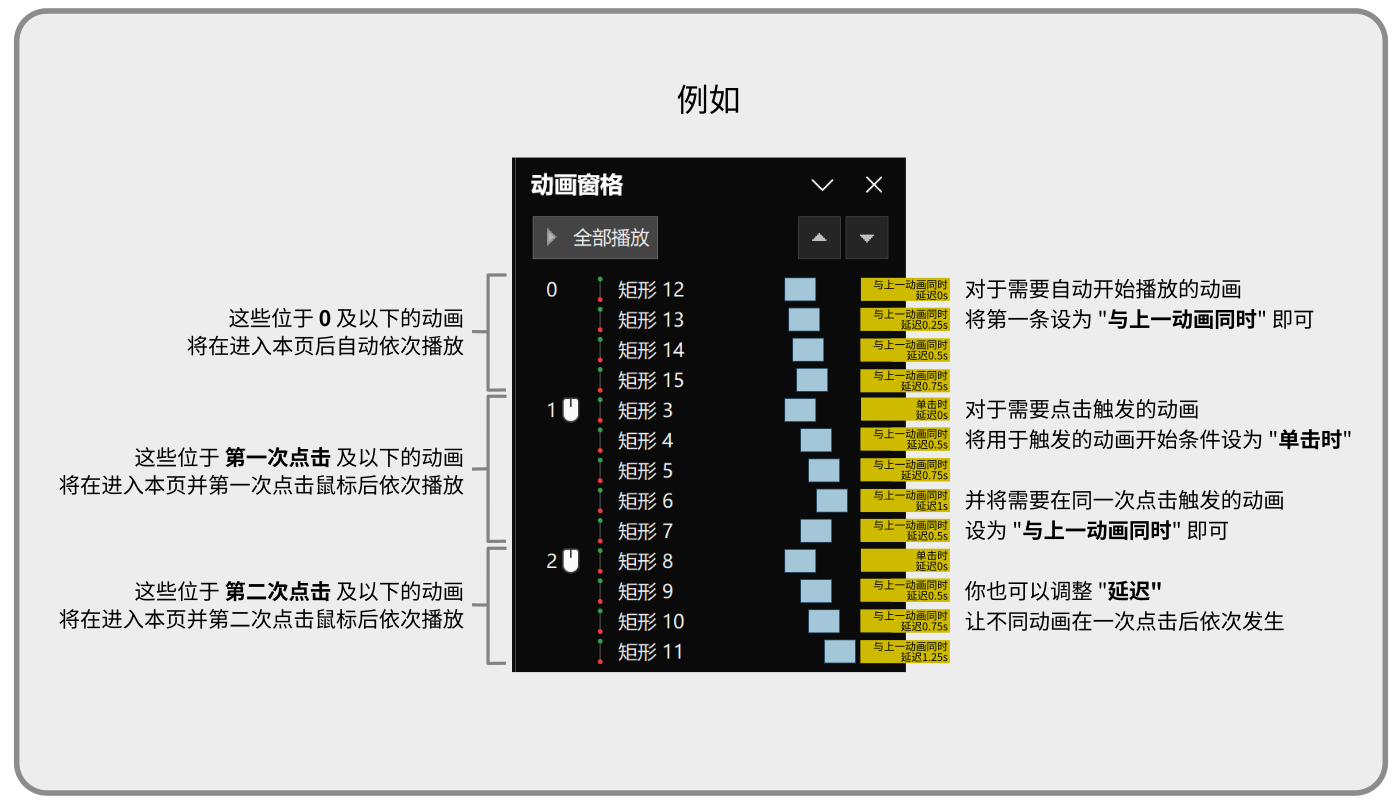 例如
动画窗格
全部播放
这些位于 0 及以下的动画
将在进入本页后自动依次播放
这些位于 第一次点击 及以下的动画
将在进入本页并第一次点击鼠标后依次播放
这些位于 第二次点击 及以下的动画
将在进入本页并第二次点击鼠标后依次播放
0 矩形 12 与上一动画同时 延迟0s
矩形 13 与上一动画同时 延迟0.25s
矩形 14 与上一动画同时 延迟0.5s
矩形 15 与上一动画同时 延迟0.75s
1 矩形 3 单击时 延迟0s
矩形 4 与上一动画同时 延迟0.5s
矩形 5 与上一动画同时 延迟0.75s
矩形 6 与上一动画同时 延迟1s
矩形 7 与上一动画同时 延迟0.5s
2 矩形 8 单击时 延迟0s
矩形 9 与上一动画同时 延迟0.5s
矩形 10 与上一动画同时 延迟0.75s
矩形 11 与上一动画同时 延迟1.25s
对于需要自动开始播放的动画
将第一条设为 "与上一动画同时" 即可
对于需要点击触发的动画
将用于触发的动画开始条件设为 "单击时"
并将需要在同一次点击触发的动画
设为 "与上一动画同时" 即可
你也可以调整 "延迟"
让不同动画在一次点击后依次发生